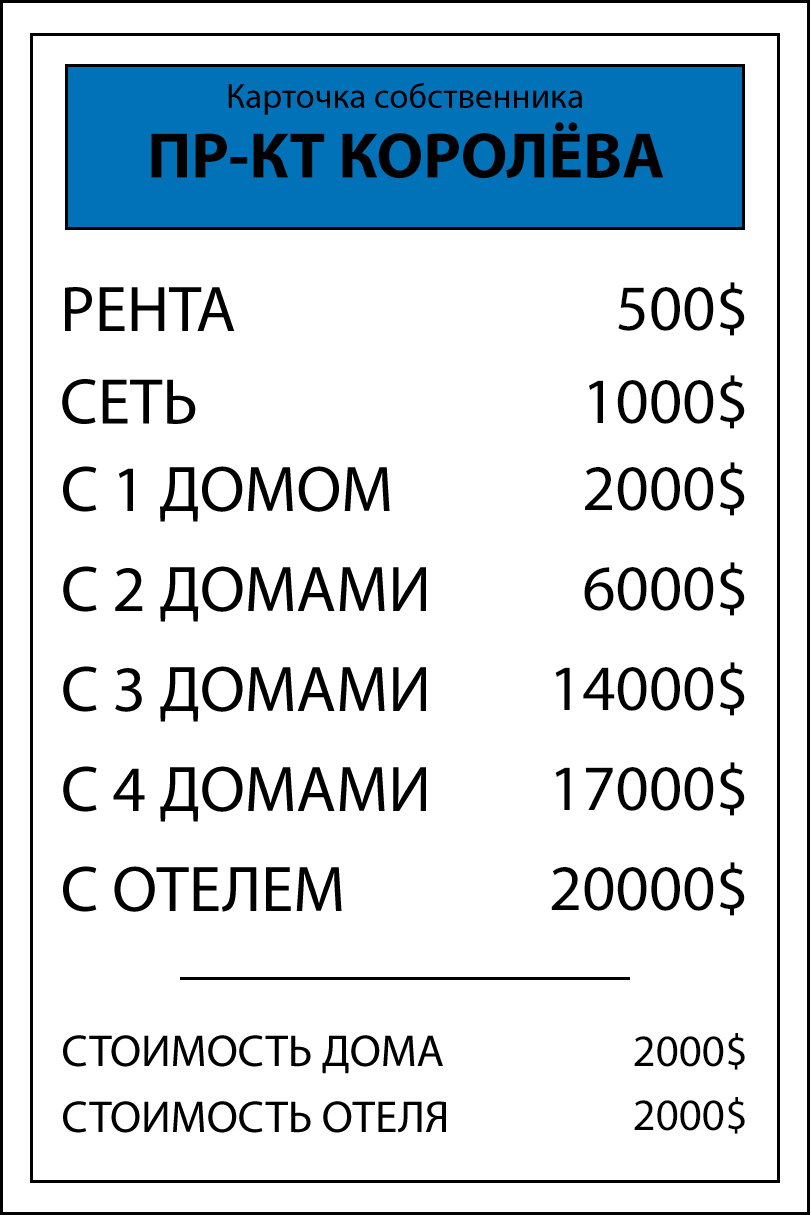 Карточка собственника
ПР-КТ КОРОЛЁВА
РЕНТА 500$
СЕТЬ 1000$
С 1 ДОМОМ 2000$
С 2 ДОМАМИ 6000$
С 3 ДОМАМИ 14000$
С 4 ДОМАМИ 17000$
С ОТЕЛЕМ 20000$
СТОИМОСТЬ ДОМА 2000$
СТОИМОСТЬ ОТЕЛЯ 2000$